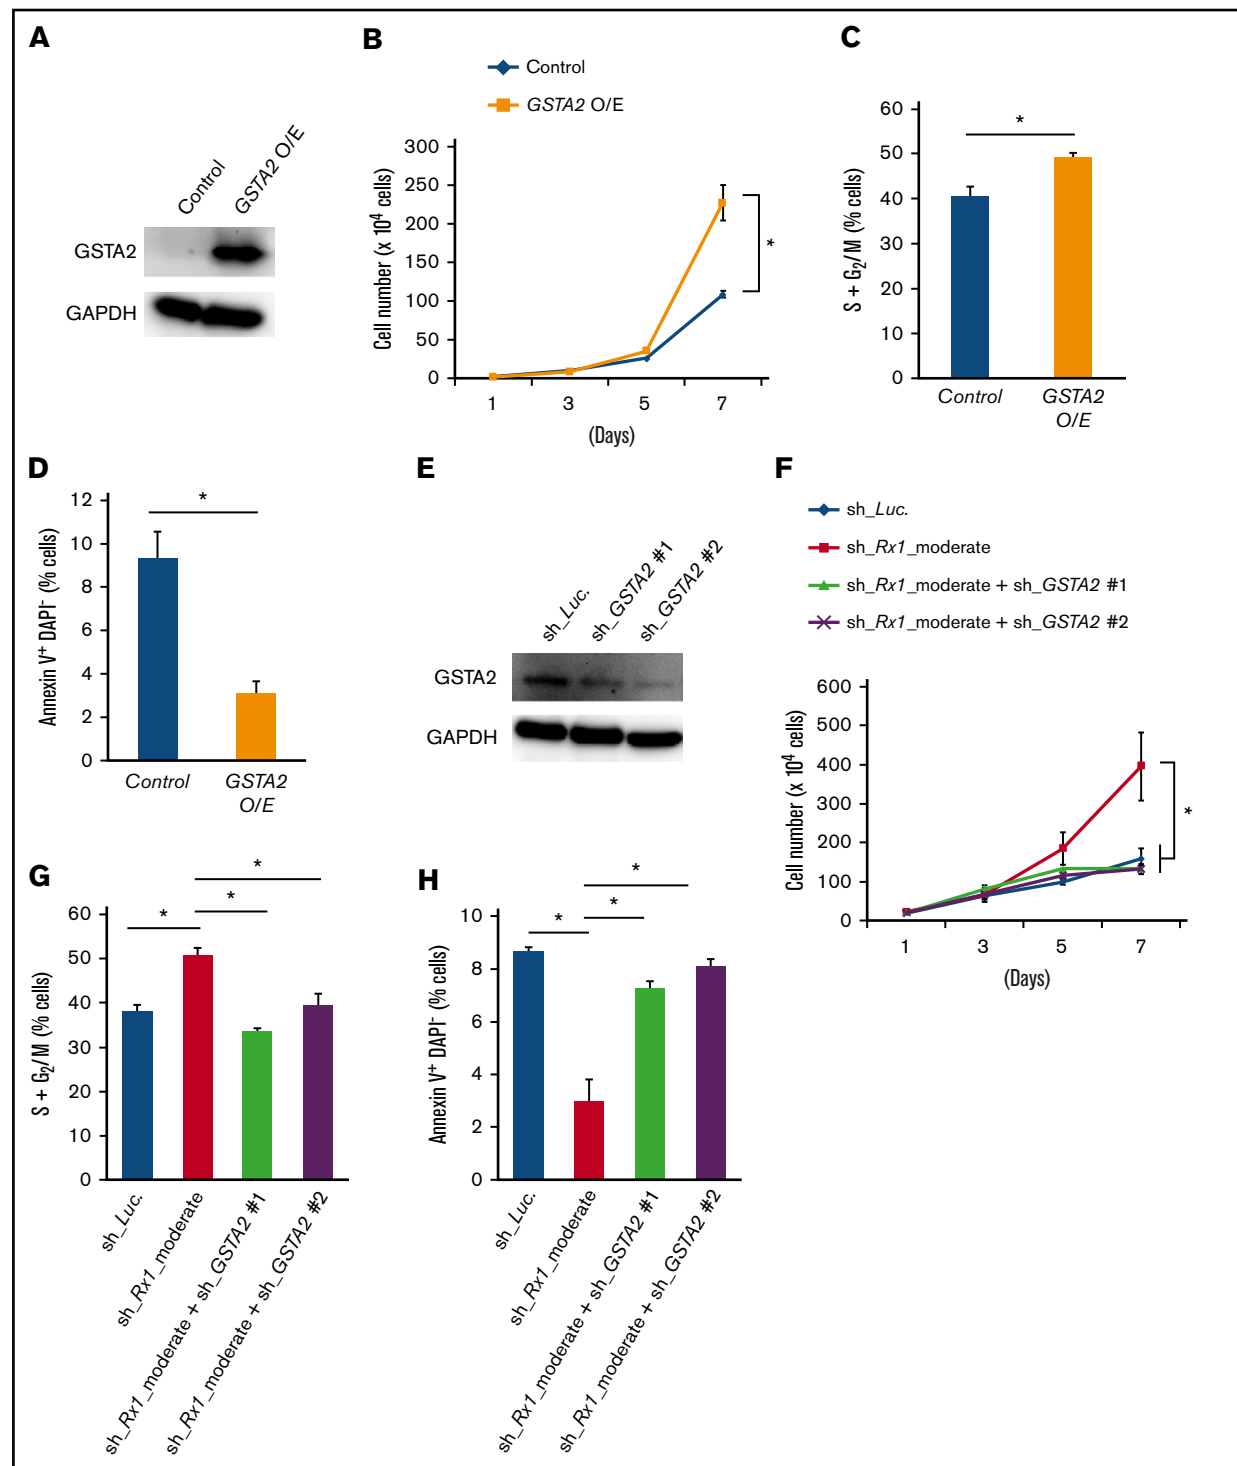 A
Control
GSTA2 O/E
GSTA2
GAPDH
B
Control
GSTA2 O/E
Cell number (x 10⁴ cells)
300
250
200
150
100
50
0
1 3 5 7
(Days)
*
C
S + G₂/M (% cells)
60
50
40
30
20
10
0
*
Control
GSTA2
O/E
D
Annexin V⁺ DAPI⁻ (% cells)
12
10
8
6
4
2
0
*
Control
GSTA2
O/E
E
sh_Luc.
sh_GSTA2 #1
sh_GSTA2 #2
GSTA2
GAPDH
F
sh_Luc.
sh_Rx1_moderate
sh_Rx1_moderate + sh_GSTA2 #1
sh_Rx1_moderate + sh_GSTA2 #2
Cell number (x 10⁴ cells)
600
500
400
300
200
100
0
1 3 5 7
(Days)
*
G
S + G₂/M (% cells)
60
50
40
30
20
10
0
*
*
*
sh_Luc.
sh_Rx1_moderate
sh_Rx1_moderate + sh_GSTA2 #1
sh_Rx1_moderate + sh_GSTA2 #2
H
Annexin V⁺ DAPI⁻ (% cells)
10
8
6
4
2
0
*
*
*
sh_Luc.
sh_Rx1_moderate
sh_Rx1_moderate + sh_GSTA2 #1
sh_Rx1_moderate + sh_GSTA2 #2